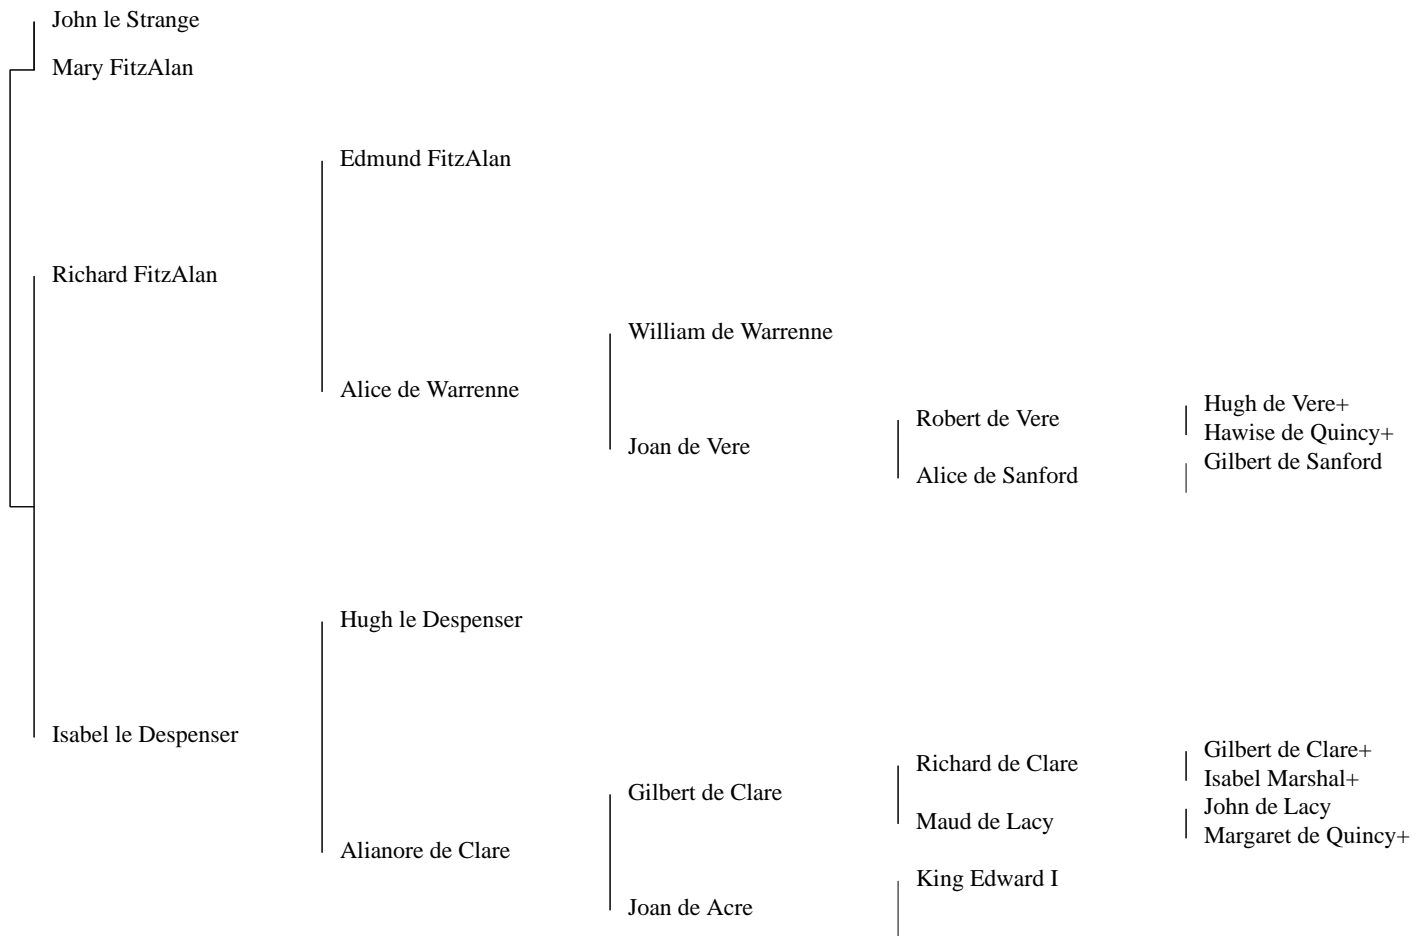 John le Strange
Mary FitzAlan
Edmund FitzAlan
Richard FitzAlan
William de Warrenne
Alice de Warrenne
Hugh de Vere+
Robert de Vere
Hawise de Quincy+
Joan de Vere
Gilbert de Sanford
Alice de Sanford
Hugh le Despenser
Isabel le Despenser
Gilbert de Clare+
Richard de Clare
Isabel Marshal+
Gilbert de Clare
John de Lacy
Maud de Lacy
Margaret de Quincy+
Alianore de Clare
King Edward I
Joan de Acre